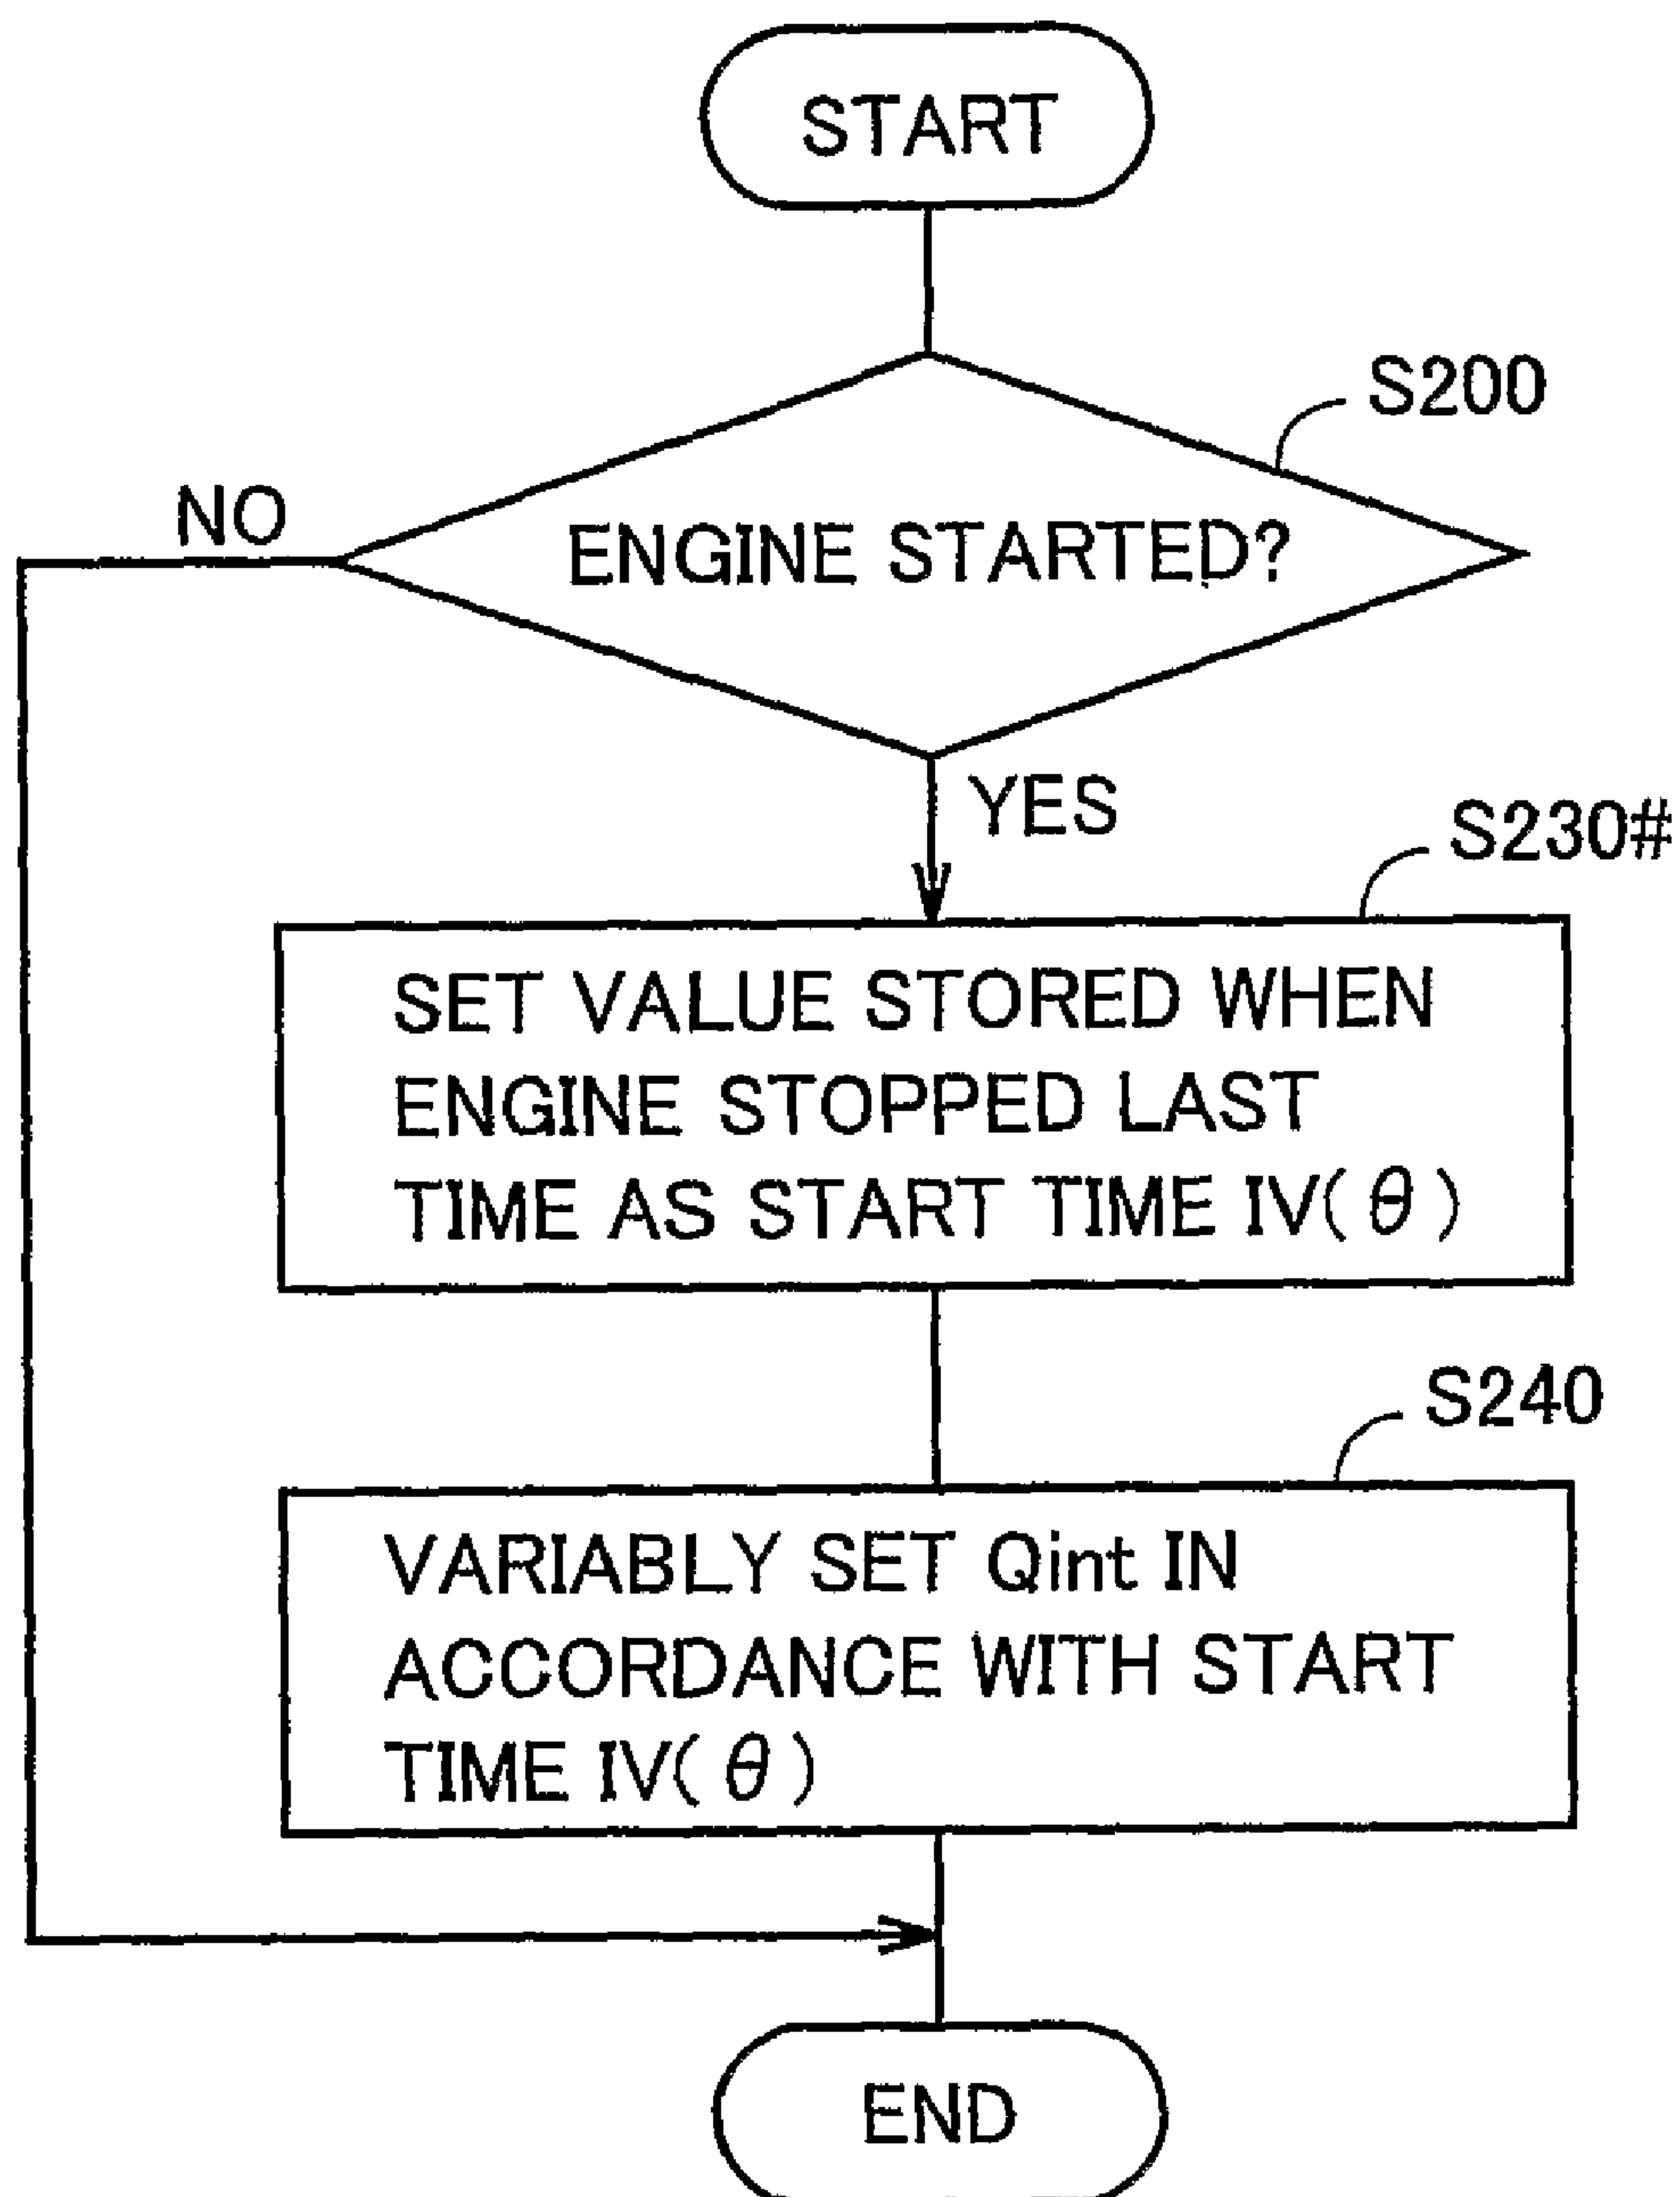 START
S200
NO
ENGINE STARTED?
YES
S230#
SET VALUE STORED WHEN
ENGINE STOPPED LAST
TIME AS START TIME IV(θ)
S240
VARIABLY SET Qint IN
ACCORDANCE WITH START
TIME IV(θ)
END